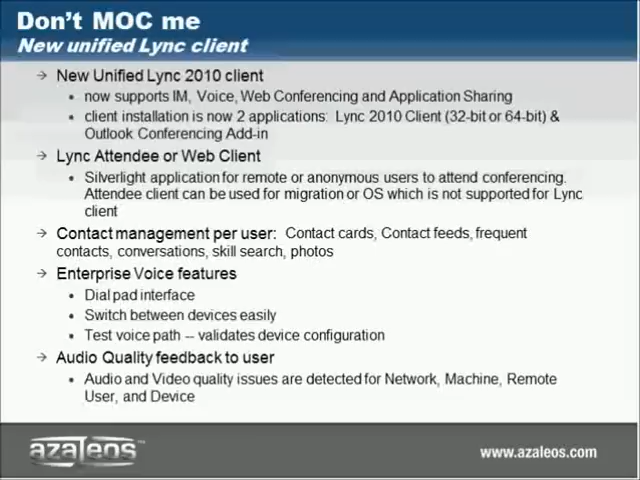 Don't MOC me
New unified Lync client
New Unified Lync 2010 client
now supports IM, Voice, Web Conferencing and Application Sharing
client installation is now 2 applications: Lync 2010 Client (32-bit or 64-bit) &
Outlook Conferencing Add-in
Lync Attendee or Web Client
Silverlight application for remote or anonymous users to attend conferencing.
Attendee client can be used for migration or OS which is not supported for Lync
client
Contact management per user: Contact cards, Contact feeds, frequent
contacts, conversations, skill search, photos
Enterprise Voice features
Dial pad interface
Switch between devices easily
Test voice path -- validates device configuration
Audio Quality feedback to user
Audio and Video quality issues are detected for Network, Machine, Remote
User, and Device
azaleos™
www.azaleos.com